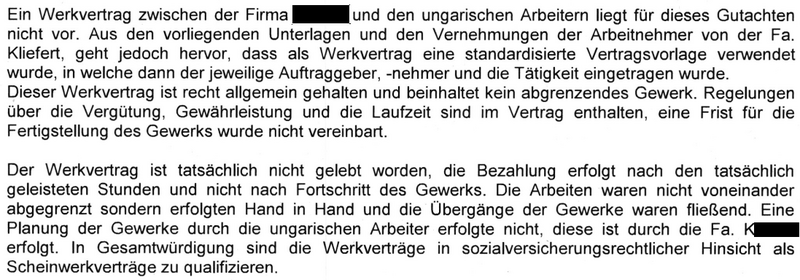 Ein Werkvertrag zwischen der Firma und den ungarischen Arbeitern liegt für dieses Gutachten
nicht vor. Aus den vorliegenden Unterlagen und den Vernehmungen der Arbeitnehmer von der Fa.
Kliefert, geht jedoch hervor, dass als Werkvertrag eine standardisierte Vertragsvorlage verwendet
wurde, in welche dann der jeweilige Auftraggeber, -nehmer und die Tätigkeit eingetragen wurde.
Dieser Werkvertrag ist recht allgemein gehalten und beinhaltet kein abgrenzendes Gewerk. Regelungen
über die Vergütung, Gewährleistung und die Laufzeit sind im Vertrag enthalten, eine Frist für die
Fertigstellung des Gewerks wurde nicht vereinbart.
Der Werkvertrag ist tatsächlich nicht gelebt worden, die Bezahlung erfolgt nach den tatsächlich
geleisteten Stunden und nicht nach Fortschritt des Gewerks. Die Arbeiten waren nicht voneinander
abgegrenzt sondern erfolgten Hand in Hand und die Übergänge der Gewerke waren fließend. Eine
Planung der Gewerke durch die ungarischen Arbeiter erfolgte nicht, diese ist durch die Fa. K
erfolgt. In Gesamtwürdigung sind die Werkverträge in sozialversicherungsrechtlicher Hinsicht als
Scheinwerkverträge zu qualifizieren.